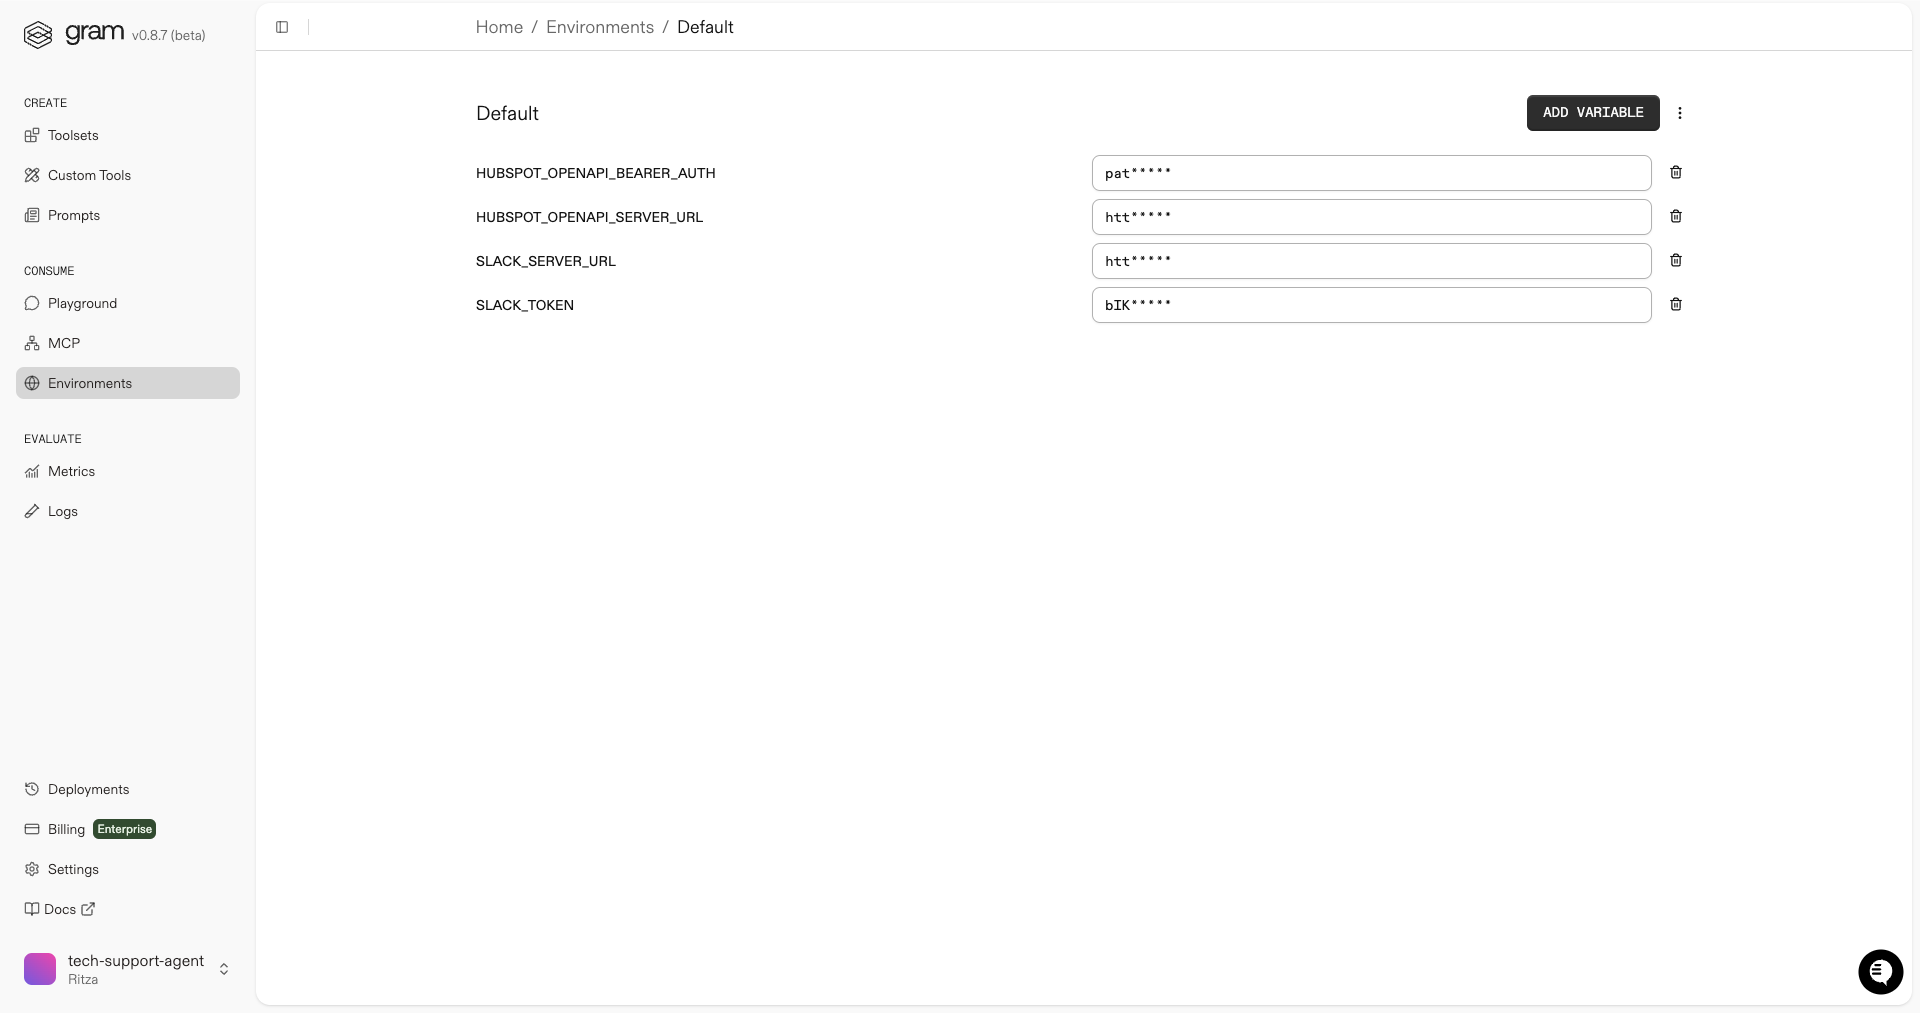 gram v0.8.7 (beta)
CREATE
Toolsets
Custom Tools
Prompts
CONSUME
Playground
MCP
Environments
EVALUATE
Metrics
Logs
Deployments
Billing Enterprise
Settings
Docs
tech-support-agent
Ritza
Home / Environments / Default
Default
ADD VARIABLE
HUBSPOT_OPENAPI_BEARER_AUTH pat*****
HUBSPOT_OPENAPI_SERVER_URL htt*****
SLACK_SERVER_URL htt*****
SLACK_TOKEN bIK*****